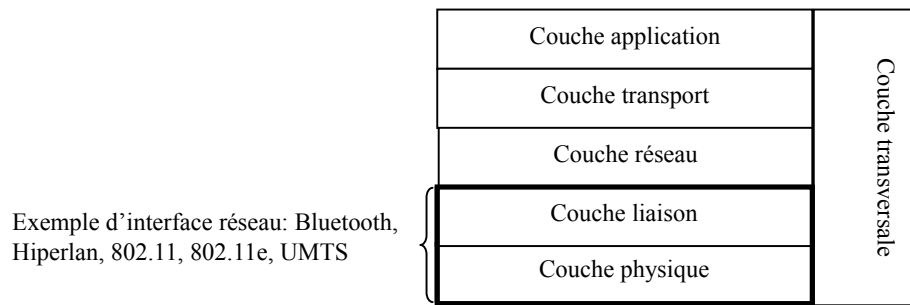 Couche application
Couche transport
Couche réseau
Couche liaison
Couche physique
Couche transversale
Exemple d’interface réseau: Bluetooth,
Hiperlan, 802.11, 802.11e, UMTS